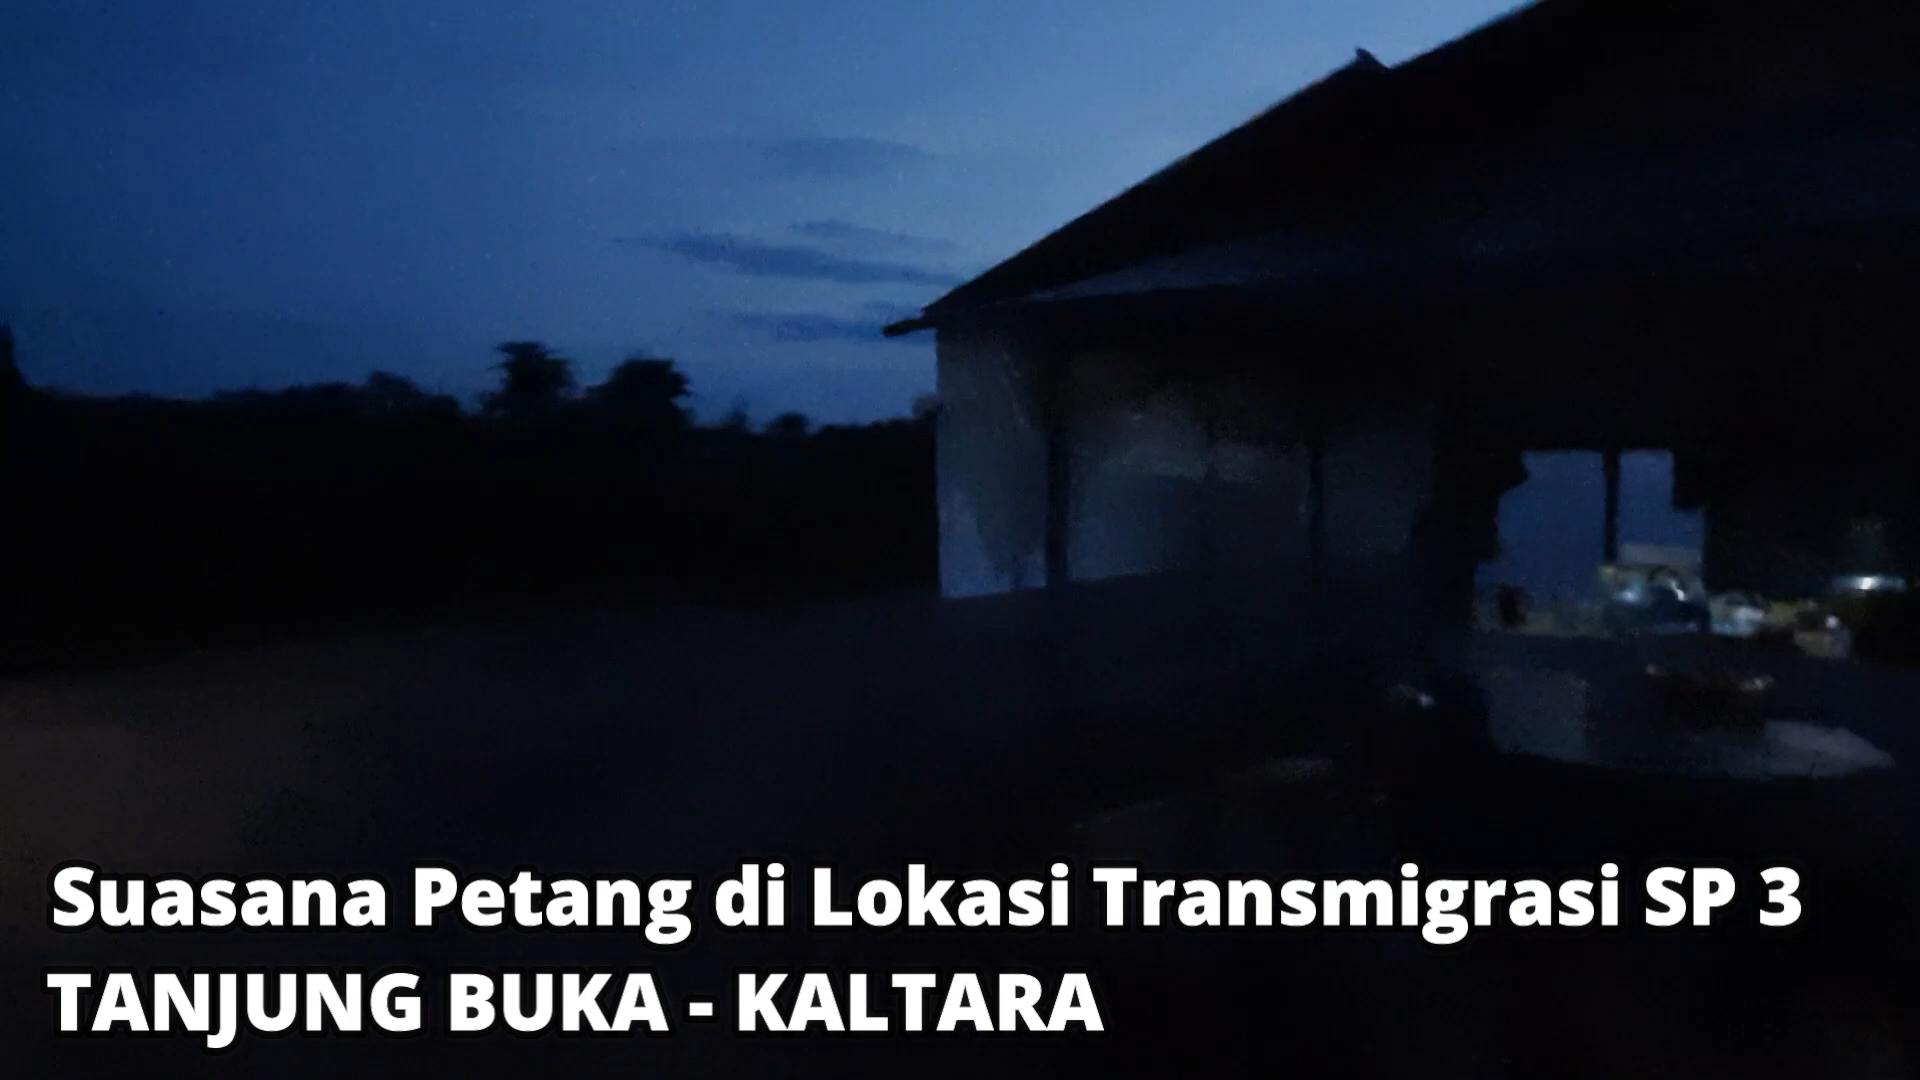 Suasana Petang di Lokasi Transmigrasi SP 3
TANJUNG BUKA - KALTARA